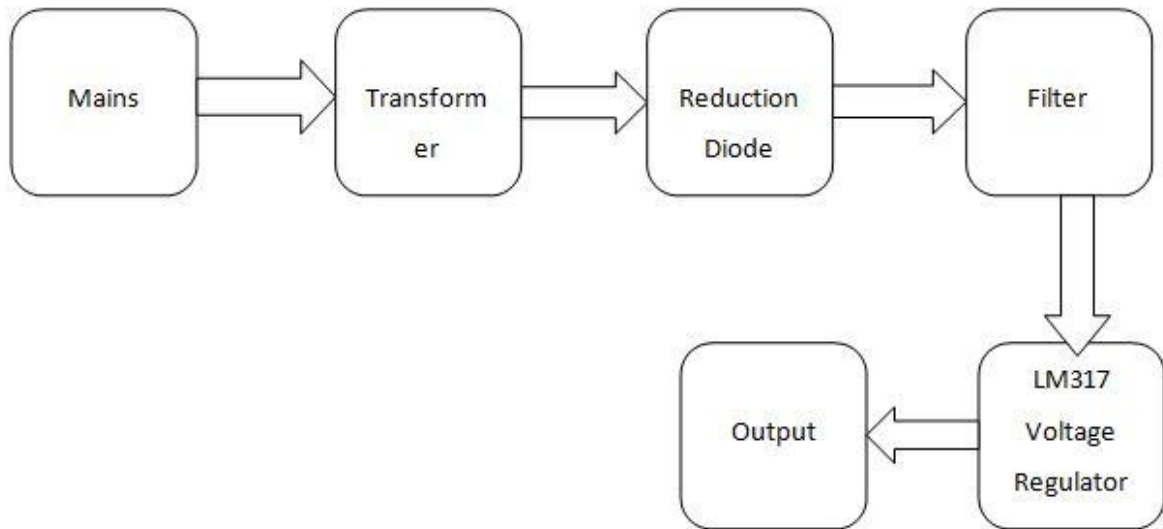 Mains
Transform
er
Reduction
Diode
Filter
LM317
Voltage
Regulator
Output